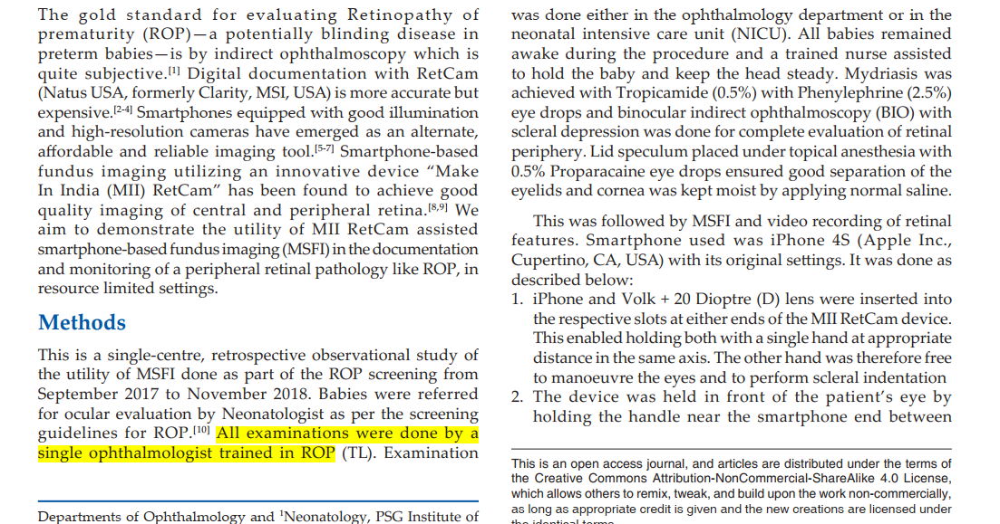 The gold standard for evaluating Retinopathy of
prematurity (ROP)—a potentially blinding disease in
preterm babies—is by indirect ophthalmoscopy which is
quite subjective.[1] Digital documentation with RetCam
(Natus USA, formerly Clarity, MSI, USA) is more accurate but
expensive.[2-4] Smartphones equipped with good illumination
and high-resolution cameras have emerged as an alternate,
affordable and reliable imaging tool.[5-7] Smartphone-based
fundus imaging utilizing an innovative device “Make
In India (MII) RetCam” has been found to achieve good
quality imaging of central and peripheral retina.[8,9] We
aim to demonstrate the utility of MII RetCam assisted
smartphone-based fundus imaging (MSFI) in the documentation
and monitoring of a peripheral retinal pathology like ROP, in
resource limited settings.
Methods
This is a single-centre, retrospective observational study of
the utility of MSFI done as part of the ROP screening from
September 2017 to November 2018. Babies were referred
for ocular evaluation by Neonatologist as per the screening
guidelines for ROP.[10] All examinations were done by a
single ophthalmologist trained in ROP (TL). Examination
Departments of Ophthalmology and 1Neonatology, PSG Institute of
was done either in the ophthalmology department or in the
neonatal intensive care unit (NICU). All babies remained
awake during the procedure and a trained nurse assisted
to hold the baby and keep the head steady. Mydriasis was
achieved with Tropicamide (0.5%) with Phenylephrine (2.5%)
eye drops and binocular indirect ophthalmoscopy (BIO) with
scleral depression was done for complete evaluation of retinal
periphery. Lid speculum placed under topical anesthesia with
0.5% Proparacaine eye drops ensured good separation of the
eyelids and cornea was kept moist by applying normal saline.
This was followed by MSFI and video recording of retinal
features. Smartphone used was iPhone 4S (Apple Inc.,
Cupertino, CA, USA) with its original settings. It was done as
described below:
1. iPhone and Volk + 20 Dioptre (D) lens were inserted into
the respective slots at either ends of the MII RetCam device.
This enabled holding both with a single hand at appropriate
distance in the same axis. The other hand was therefore free
to manoeuvre the eyes and to perform scleral indentation
2. The device was held in front of the patient’s eye by
holding the handle near the smartphone end between
This is an open access journal, and articles are distributed under the terms of
the Creative Commons Attribution-NonCommercial-ShareAlike 4.0 License,
which allows others to remix, tweak, and build upon the work non-commercially,
as long as appropriate credit is given and the new creations are licensed under
the identical terms.